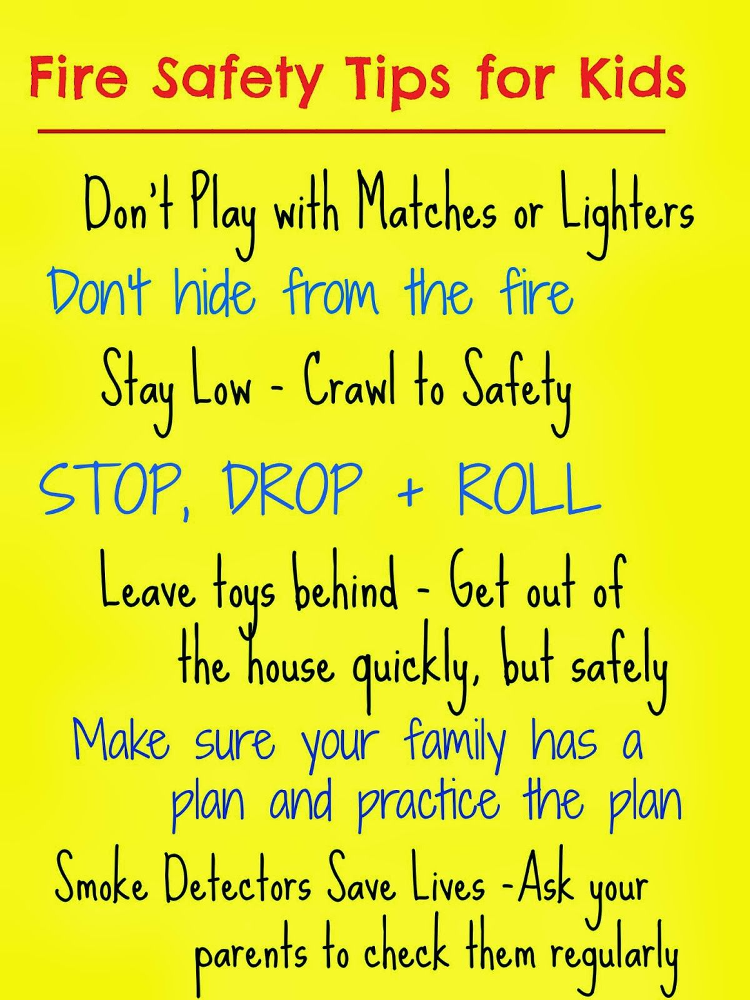 Fire Safety Tips for Kids
Don't Play with Matches or Lighters
Don't hide from the fire
Stay Low - Crawl to Safety
STOP, DROP + ROLL
Leave toys behind - Get out of
the house quickly, but safely
Make sure your family has a
plan and practice the plan
Smoke Detectors Save Lives -Ask your
parents to check them regularly